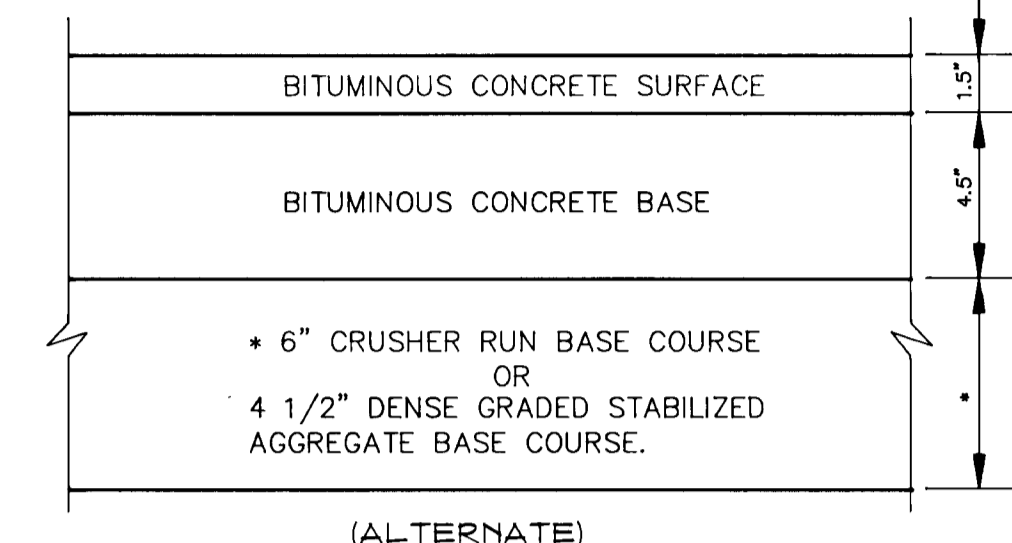 BITUMINOUS CONCRETE SURFACE
1.5"
BITUMINOUS CONCRETE BASE
4.5"
* 6" CRUSHER RUN BASE COURSE
OR
4 1/2" DENSE GRADED STABILIZED
AGGREGATE BASE COURSE.
*
(ALTERNATE)